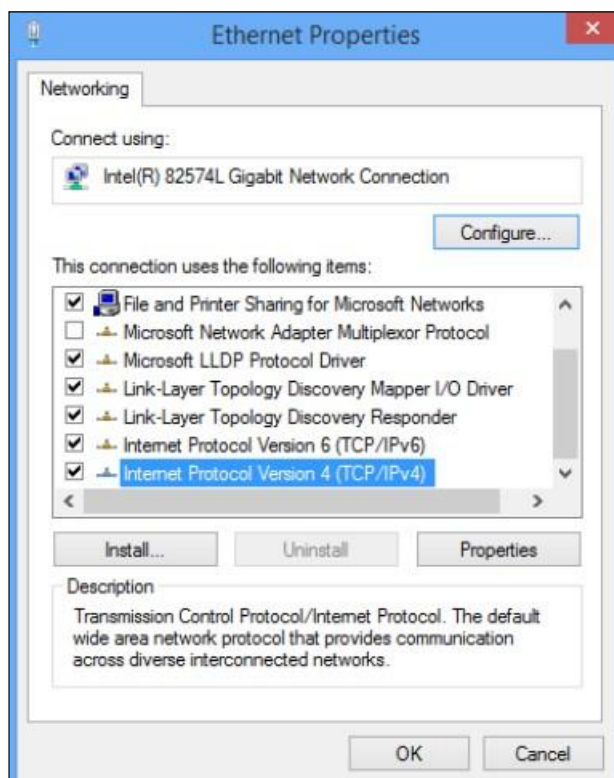 Ethernet Properties
Networking
Connect using:
Intel(R) 82574L Gigabit Network Connection
Configure...
This connection uses the following items:
File and Printer Sharing for Microsoft Networks
Microsoft Network Adapter Multiplexor Protocol
Microsoft LLDP Protocol Driver
Link-Layer Topology Discovery Mapper I/O Driver
Link-Layer Topology Discovery Responder
Internet Protocol Version 6 (TCP/IPv6)
Internet Protocol Version 4 (TCP/IPv4)
Install... Uninstall Properties
Description
Transmission Control Protocol/Internet Protocol. The default
wide area network protocol that provides communication
across diverse interconnected networks.
OK Cancel